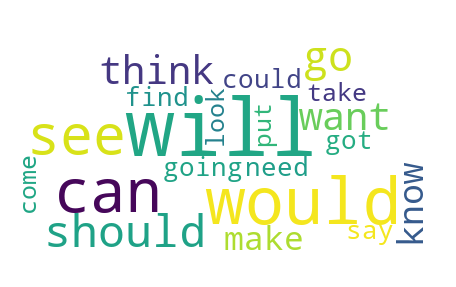 think
could
go
find
look
take
see
will
put
want
got
going
need
come
can
would
know
should
make
say